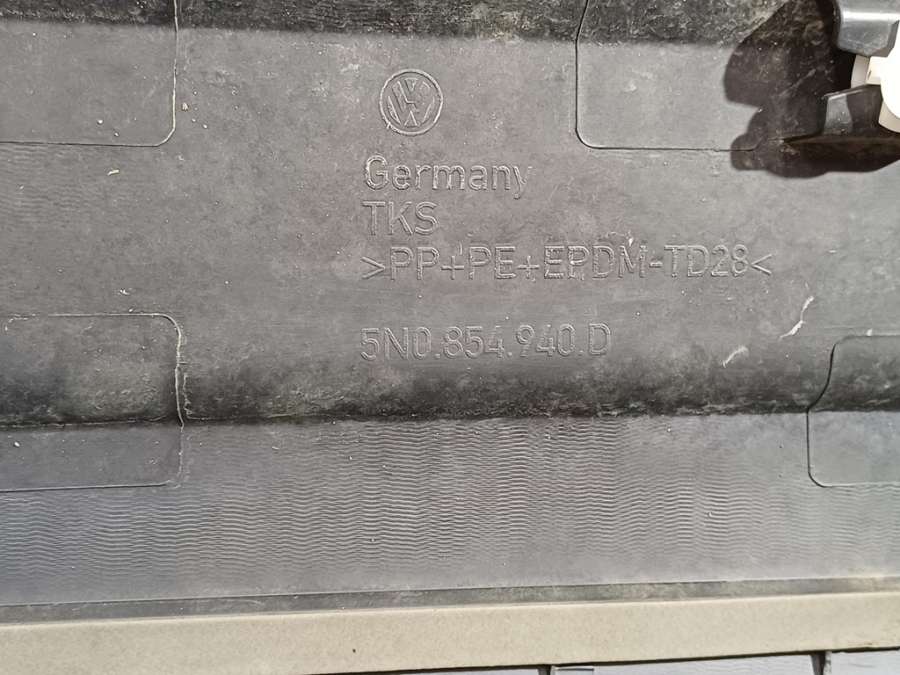 Germany
TKS
>PP+PE+EPDM-TD28<
5N0.854.940.D